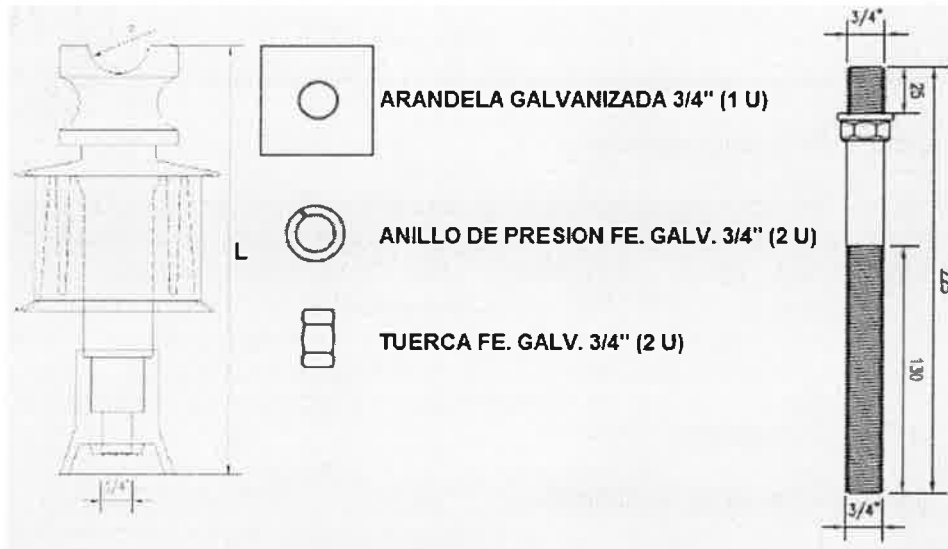 3/4"
ARANDELA GALVANIZADA 3/4" (1 U)
25
ANILLO DE PRESION FE. GALV. 3/4" (2 U)
L
TUERCA FE. GALV. 3/4" (2 U)
130
3/4"
3/4"